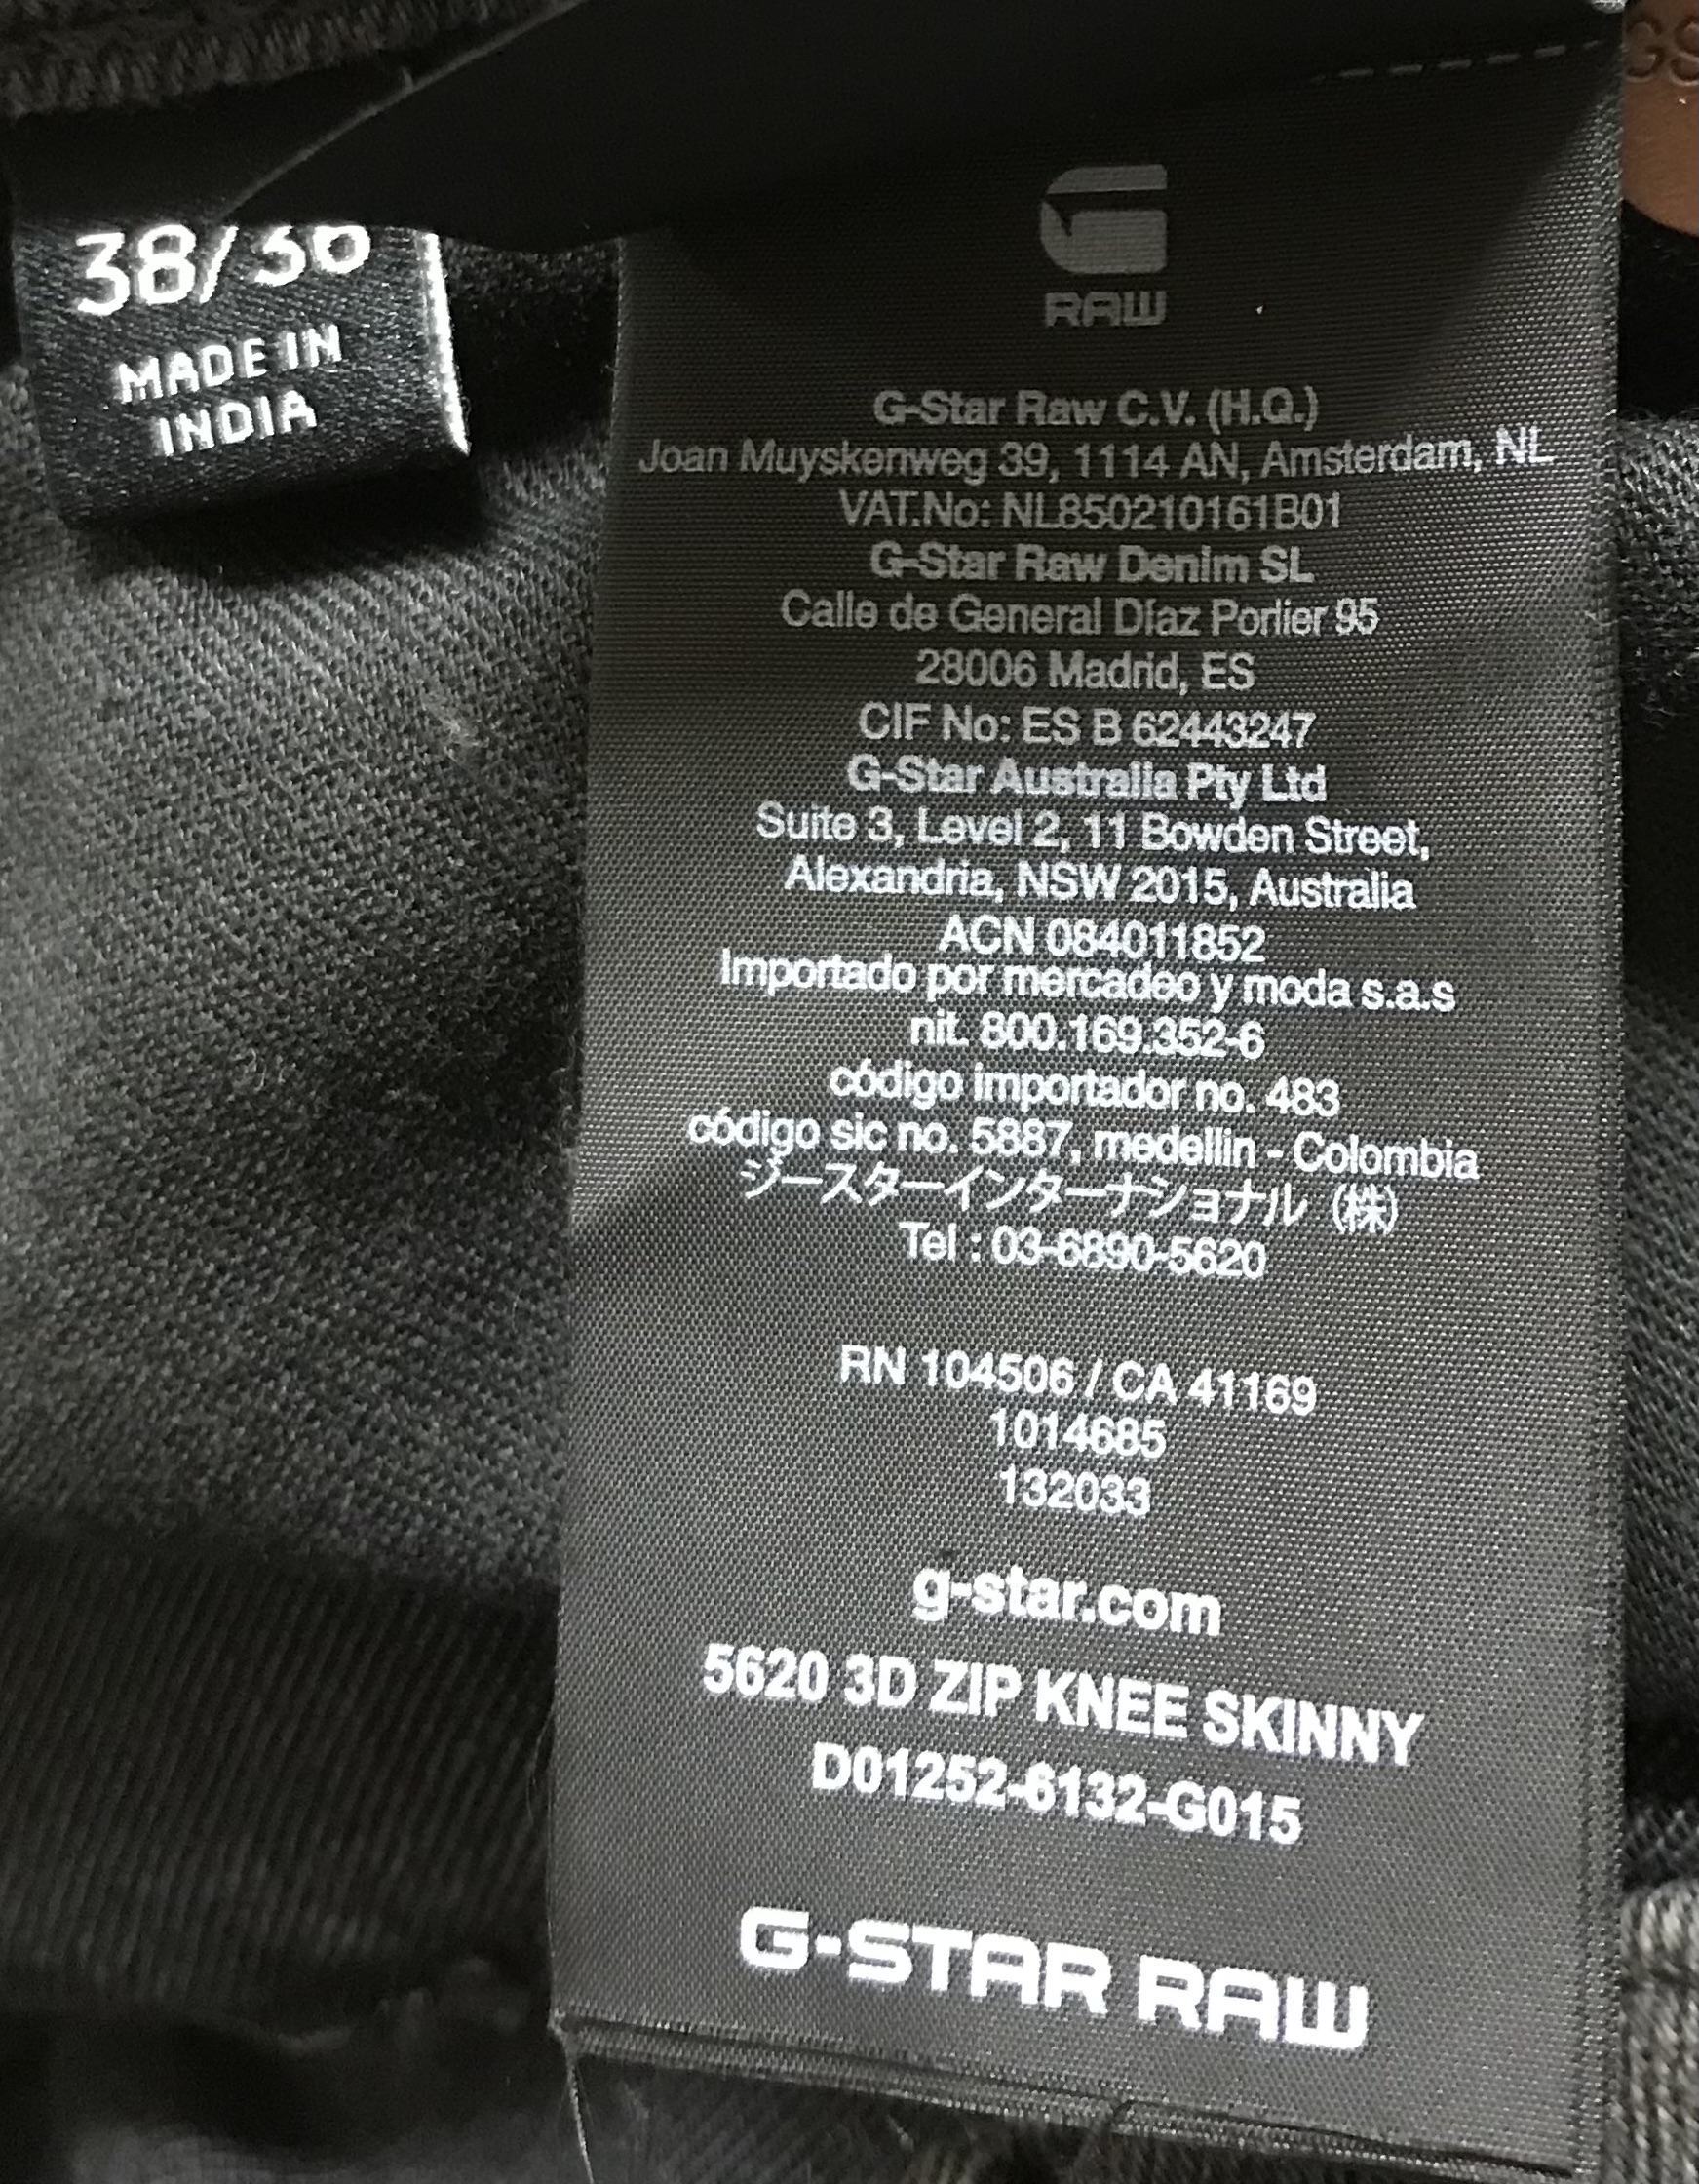 GS
38/36
MADE IN
INDIA
RAW
G-Star Raw C.V. (H.Q.)
Joan Muyskenweg 39, 1114 AN, Amsterdam, NL
VAT.No: NL850210161B01
G-Star Raw Denim SL
Calle de General Díaz Porlier 95
28006 Madrid, ES
CIF No: ES B 62443247
G-Star Australia Pty Ltd
Suite 3, Level 2, 11 Bowden Street,
Alexandria, NSW 2015, Australia
ACN 084011852
Importado por mercadeo y moda s.a.s
nit. 800.169.352-6
código importador no. 483
código sic no. 5887, medellin - Colombia
ジースターインターナショナル（株）
Tel : 03-6890-5620
RN 104506 / CA 41169
1014685
132033
g-star.com
5620 3D ZIP KNEE SKINNY
D01252-6132-G015
G-STAR RAW